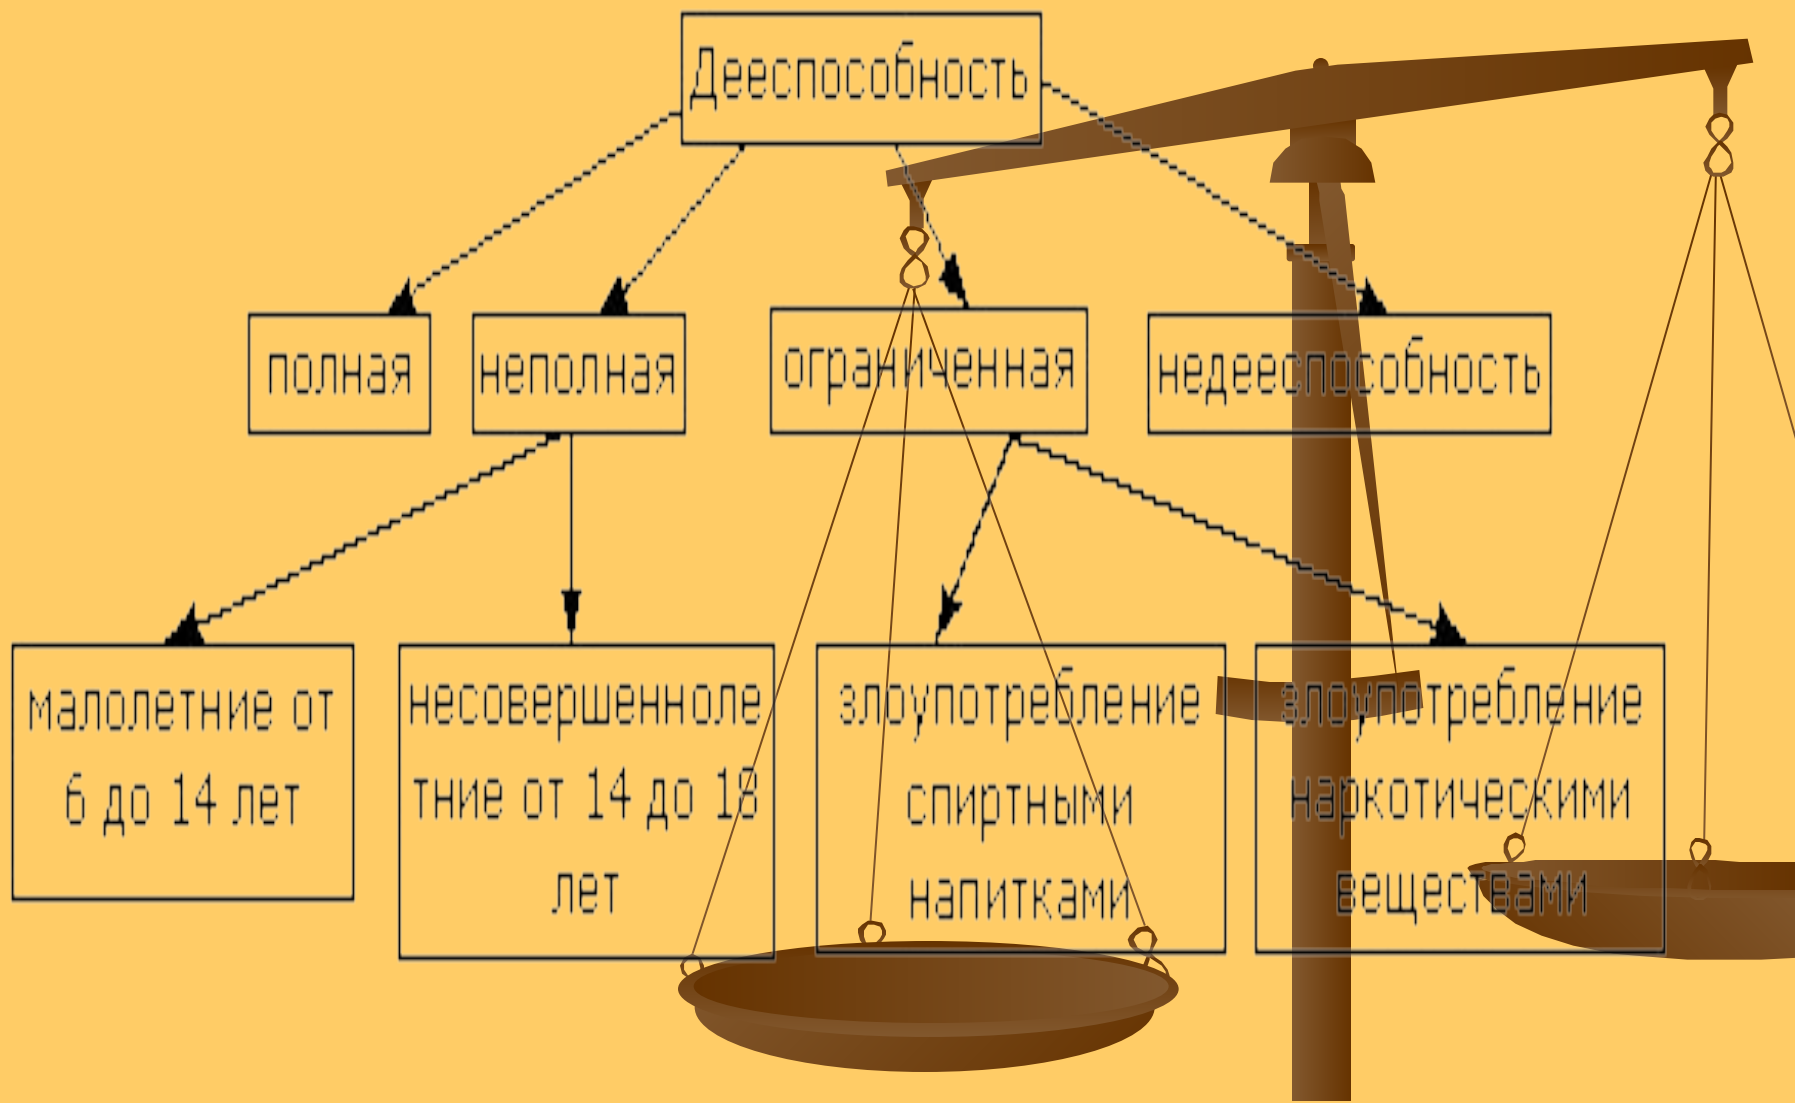 Дееспособность
полная
неполная
ограниченная
недееспособность
малолетние от
6 до 14 лет
несовершенноле
тние от 14 до 18
лет
злоупотребление
спиртными
напитками
злоупотребление
наркотическими
веществами